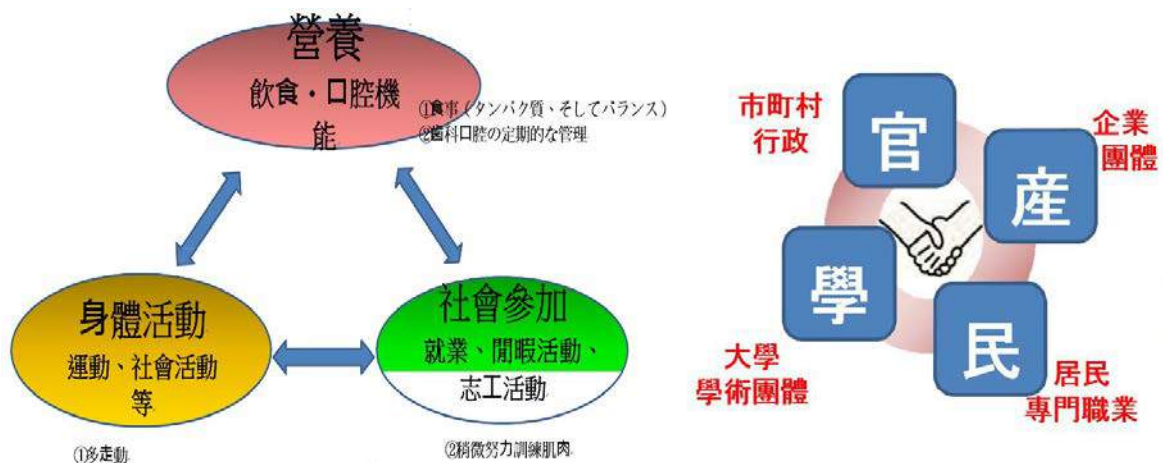 營養
飲食・口腔機
能
①食事（タンパク質、そしてバランス）
②歯科口腔の定期的な管理
身體活動
運動、社會活動
等
①多走動
社會參加
就業、閒暇活動、
志工活動
②稍微努力訓練肌肉
市町村
行政
官
企業
團體
産
學
大學
學術團體
民
居民
專門職業